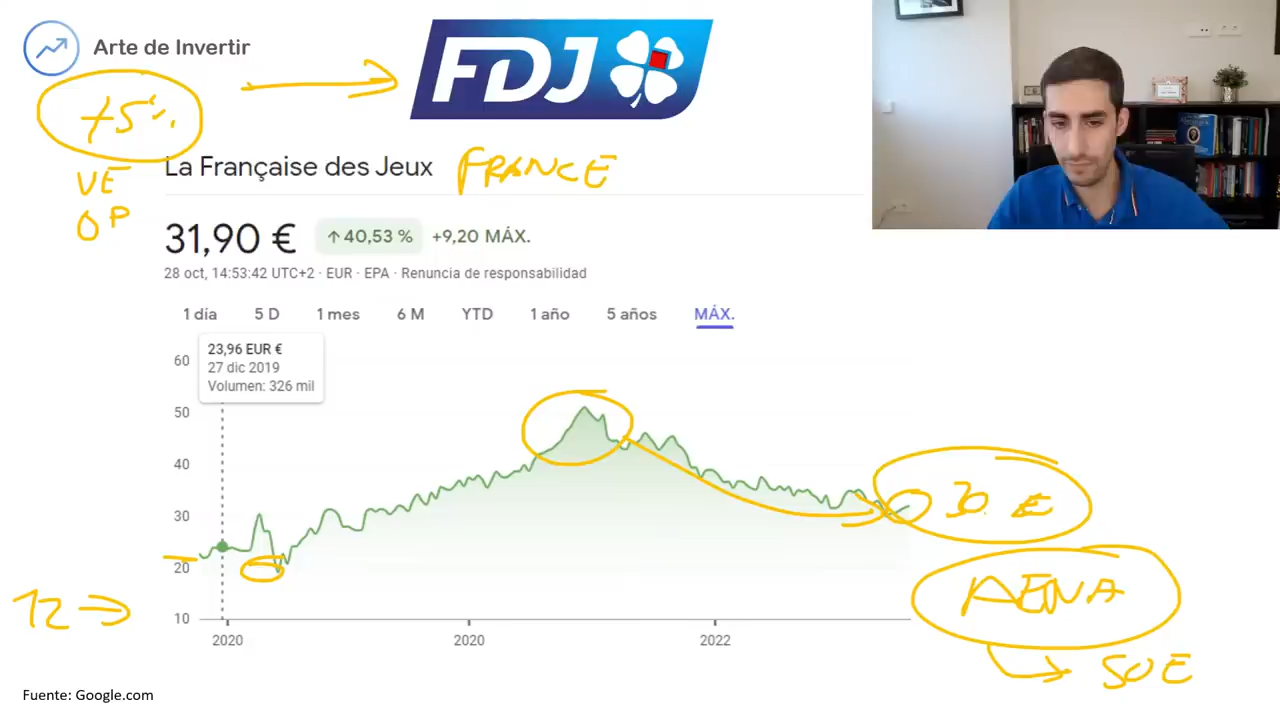 Arte de Invertir
FDJ
+5%
VE
OP
La Française des Jeux FRANCE
31,90 € ↑40,53 % +9,20 MÁX.
28 oct, 14:53:42 UTC+2 · EUR · EPA · Renuncia de responsabilidad
1 día 5 D 1 mes 6 M YTD 1 año 5 años MÁX.
23,96 EUR €
27 dic 2019
Volumen: 326 mil
60
50
40
30
20
10
30 €
AENA
SOE
12 →
2020 2020 2022
Fuente: Google.com